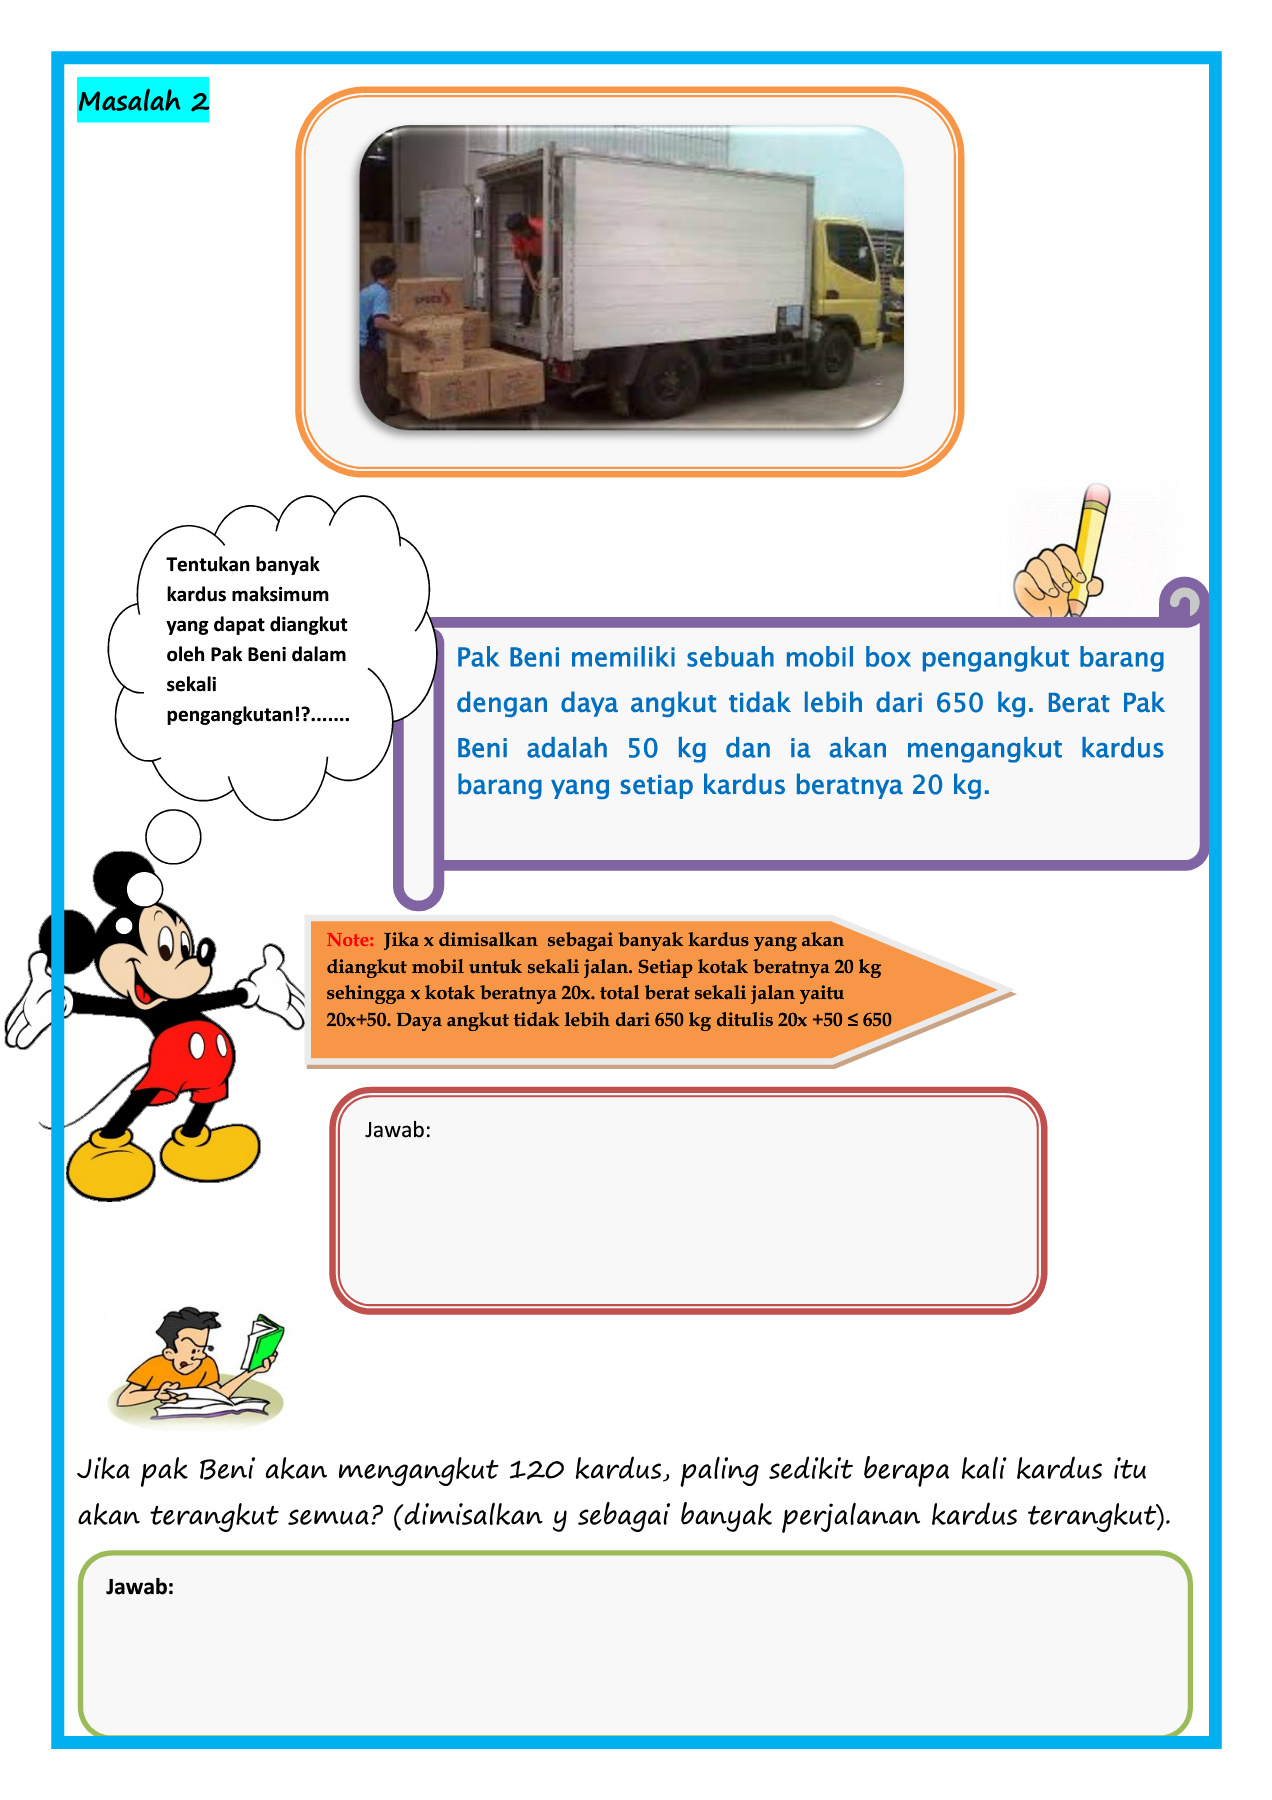 Masalah 2
Tentukan banyak
kardus maksimum
yang dapat diangkut
oleh Pak Beni dalam
sekali
pengangkutan!?.......
Pak Beni memiliki sebuah mobil box pengangkut barang
dengan daya angkut tidak lebih dari 650 kg. Berat Pak
Beni adalah 50 kg dan ia akan mengangkut kardus
barang yang setiap kardus beratnya 20 kg.
Note: Jika x dimisalkan sebagai banyak kardus yang akan
diangkut mobil untuk sekali jalan. Setiap kotak beratnya 20 kg
sehingga x kotak beratnya 20x. total berat sekali jalan yaitu
20x+50. Daya angkut tidak lebih dari 650 kg ditulis 20x +50 ≤ 650
Jawab:
Jika pak Beni akan mengangkut 120 kardus, paling sedikit berapa kali kardus itu
akan terangkut semua? (dimisalkan y sebagai banyak perjalanan kardus terangkut).
Jawab: